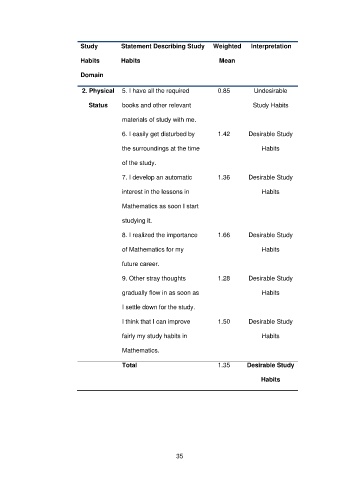 Study Statement Describing Study Weighted Interpretation
Habits Habits Mean
Domain
2. Physical 5. I have all the required 0.85 Undesirable
Status books and other relevant Study Habits
materials of study with me.
6. I easily get disturbed by 1.42 Desirable Study
the surroundings at the time Habits
of the study.
7. I develop an automatic 1.36 Desirable Study
interest in the lessons in Habits
Mathematics as soon I start
studying it.
8. I realized the importance 1.66 Desirable Study
of Mathematics for my Habits
future career.
9. Other stray thoughts 1.28 Desirable Study
gradually flow in as soon as Habits
I settle down for the study.
I think that I can improve 1.50 Desirable Study
fairly my study habits in Habits
Mathematics.
Total 1.35 Desirable Study
Habits
35